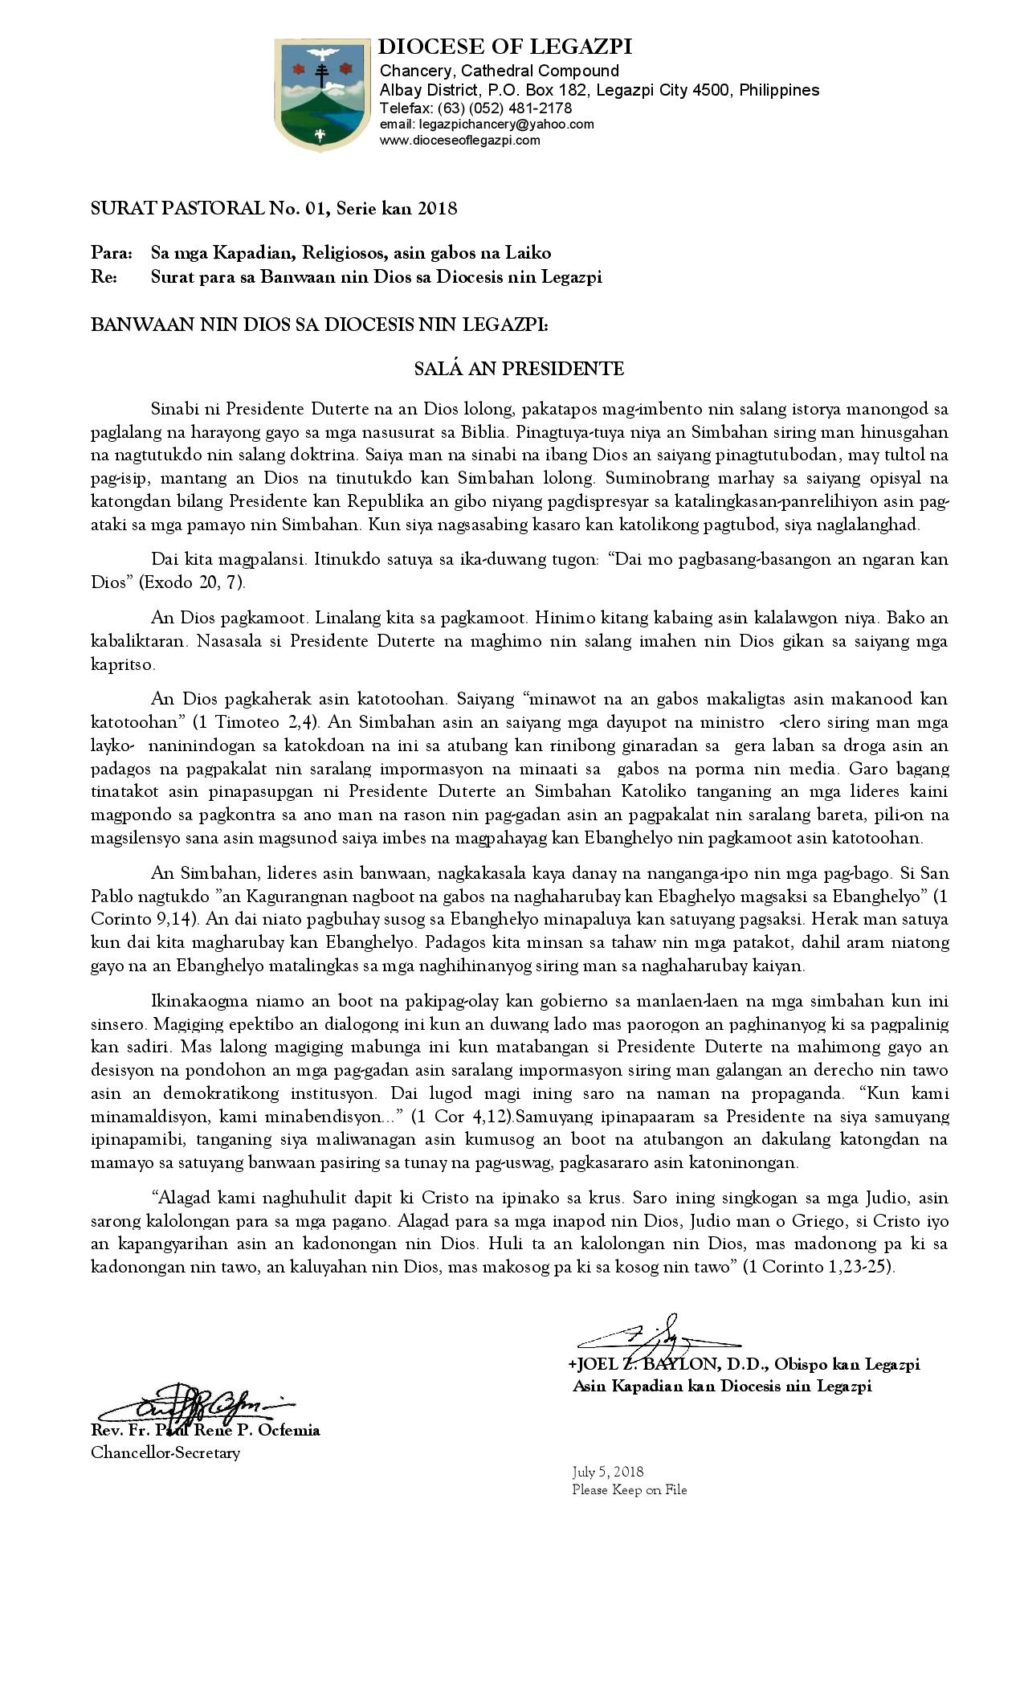 DIOCESE OF LEGAZPI
Chancery, Cathedral Compound
Albay District, P.O. Box 182, Legazpi City 4500, Philippines
Telefax: (63) (052) 481-2178
email: legazpichancery@yahoo.com
www.dioceseoflegazpi.com
SURAT PASTORAL No. 01, Serie kan 2018
Para: Sa mga Kapadian, Religiosos, asin gabos na Laiko
Re: Surat para sa Banwaan nin Dios sa Diocesis nin Legazpi
BANWAAN NIN DIOS SA DIOCESIS NIN LEGAZPI:
SALÁ AN PRESIDENTE
Sinabi ni Presidente Duterte na an Dios lolong, pakatapos mag-imbento nin salang istorya manongod sa
paglalang na harayong gayo sa mga nasusurat sa Biblia. Pinagtuya-tuya niya an Simbahan siring man hinusgahan
na nagtutukdo nin salang doktrina. Saiya man na sinabi na ibang Dios an saiyang pinagtutubodan, may tultol na
pag-isip, mantang an Dios na tinutukdo kan Simbahan lolong. Suminobrang marhay sa saiyang opisyal na
katongdan bilang Presidente kan Republika an gibo niyang pagdispresyar sa katalingkasan-panrelihiyon asin pag-
ataki sa mga pamayo nin Simbahan. Kun siya nagsasabing kasaro kan katolikong pagtubod, siya naglalanghad.
Dai kita magpalansi. Itinukdo satuya sa ika-duwang tugon: “Dai mo pagbasang-basangon an ngaran kan
Dios” (Exodo 20, 7).
An Dios pagkamoot. Linalang kita sa pagkamoot. Hinimo kitang kabaing asin kalalawgon niya. Bako an
kabaliktaran. Nasasala si Presidente Duterte na maghimo nin salang imahen nin Dios gikan sa saiyang mga
kapritso.
An Dios pagkaherak asin katotoohan. Saiyang “minawot na an gabos makaligtas asin makanood kan
katotoohan” (1 Timoteo 2,4). An Simbahan asin an saiyang mga dayupot na ministro -clero siring man mga
layko- naninindogan sa katokdoan na ini sa atubang kan rinibong ginaradan sa gera laban sa droga asin an
padagos na pagpakalat nin saralang impormasyon na minaati sa gabos na porma nin media. Garo bagang
tinatakot asin pinapasupgan ni Presidente Duterte an Simbahan Katoliko tanganing an mga lideres kaini
magpondo sa pagkontra sa ano man na rason nin pag-gadan asin an pagpakalat nin saralang bareta, pili-on na
magsilensyo sana asin magsunod saiya imbes na magpahayag kan Ebanghelyo nin pagkamoot asin katotoohan.
An Simbahan, lideres asin banwaan, nagkakasala kaya danay na nanganga-ipo nin mga pag-bago. Si San
Pablo nagtukdo ”an Kagurangnan nagboot na gabos na naghaharubay kan Ebaghelyo magsaksi sa Ebanghelyo” (1
Corinto 9,14). An dai niato pagbuhay susog sa Ebanghelyo minapaluya kan satuyang pagsaksi. Herak man satuya
kun dai kita magharubay kan Ebanghelyo. Padagos kita minsan sa tahaw nin mga patakot, dahil aram niatong
gayo na an Ebanghelyo matalingkas sa mga naghihinanyog siring man sa naghaharubay kaiyan.
Ikinakaogma niamo an boot na pakipag-olay kan gobierno sa manlaen-laen na mga simbahan kun ini
sinsero. Magiging epektibo an dialogong ini kun an duwang lado mas paorogon an paghinanyog ki sa pagpalinig
kan sadiri. Mas lalong magiging mabunga ini kun matabangan si Presidente Duterte na mahimong gayo an
desisyon na pondohon an mga pag-gadan asin saralang impormasyon siring man galangan an derecho nin tawo
asin an demokratikong institusyon. Dai lugod magi ining saro na naman na propaganda. “Kun kami
minamaldisyon, kami minabendisyon...” (1 Cor 4,12).Samuyang ipinapaaram sa Presidente na siya samuyang
ipinapamibi, tanganing siya maliwanagan asin kumusog an boot na atubangon an dakulang katongdan na
mamayo sa satuyang banwaan pasiring sa tunay na pag-uswag, pagkasararo asin katoninongan.
“Alagad kami naghuhulit dapit ki Cristo na ipinako sa krus. Saro ining singkogan sa mga Judio, asin
sarong kalolongan para sa mga pagano. Alagad para sa mga inapod nin Dios, Judio man o Griego, si Cristo iyo
an kapangyarihan asin an kadonongan nin Dios. Huli ta an kalolongan nin Dios, mas madonong pa ki sa
kadonongan nin tawo, an kaluyahan nin Dios, mas makosog pa ki sa kosog nin tawo” (1 Corinto 1,23-25).
+JOEL Z. BAYLON, D.D., Obispo kan Legazpi
Asin Kapadian kan Diocesis nin Legazpi
Rev. Fr. Paul Rene P. Ocfemia
Chancellor-Secretary
July 5, 2018
Please Keep on File